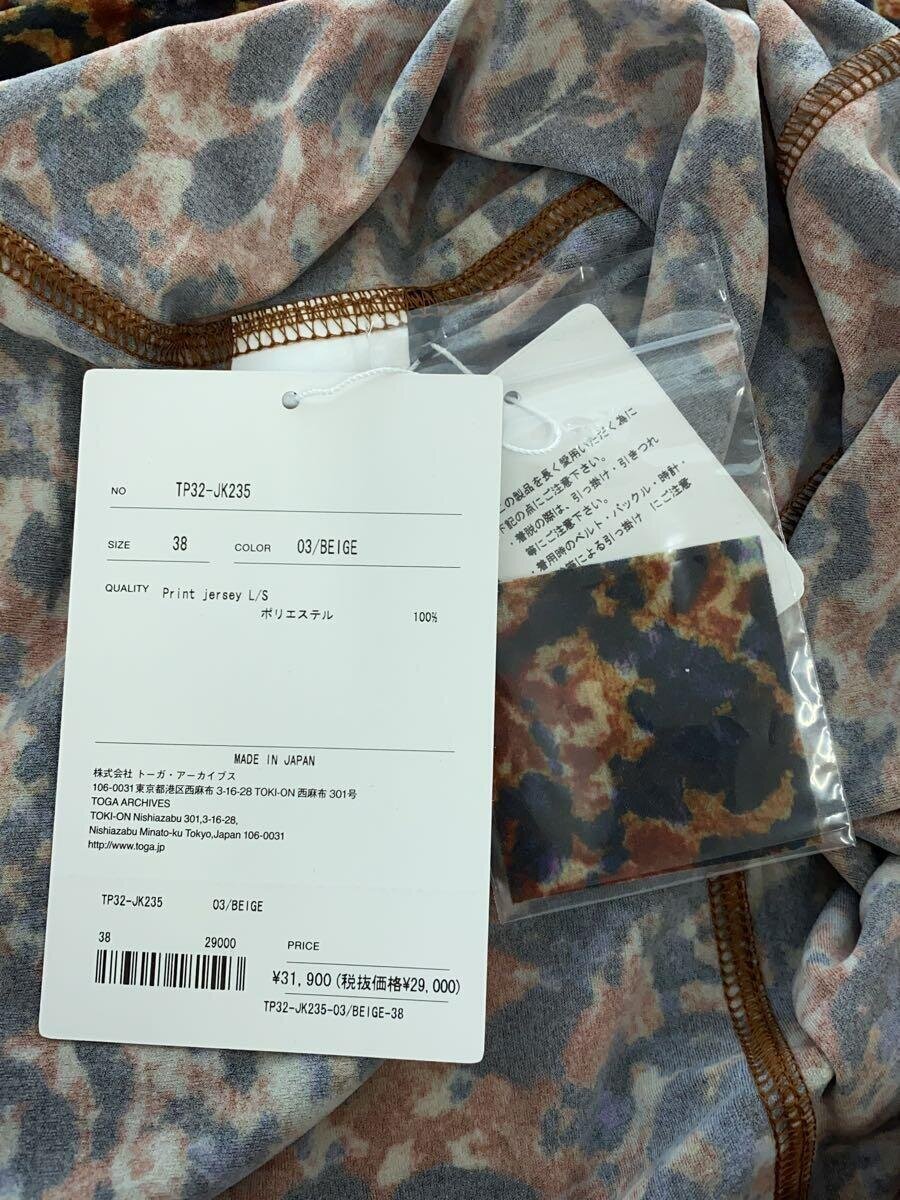 NO TP32-JK235
SIZE 38 COLOR 03/BEIGE
QUALITY Print jersey L/S
ポリエステル 100%
MADE IN JAPAN
株式会社 トーガ・アーカイブス
106-0031東京都港区西麻布 3-16-28 TOKI-ON 西麻布 301号
TOGA ARCHIVES
TOKI-ON Nishiazabu 301,3-16-28,
Nishiazabu Minato-ku Tokyo,Japan 106-0031
http://www.toga.jp
TP32-JK235 03/BEIGE
38 29000 PRICE
¥31,900(税抜価格¥29,000)
TP32-JK235-03/BEIGE-38
の製品を長く愛用いただく為に
下記の点にご注意下さい。
・着脱の際は、引っ掛け・引きつれ
等にご注意下さい。
・着用時のベルト・バックル・時計・
等による引っ掛け にご注意